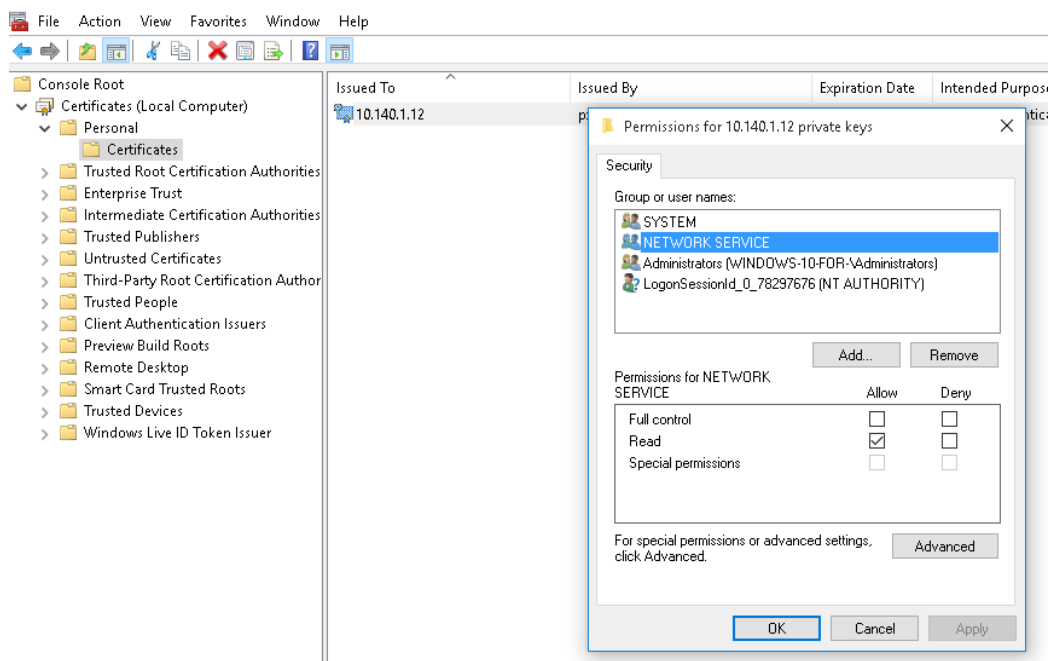 File Action View Favorites Window Help
Console Root
Certificates (Local Computer)
Personal
Certificates
Trusted Root Certification Authorities
Enterprise Trust
Intermediate Certification Authorities
Trusted Publishers
Untrusted Certificates
Third-Party Root Certification Author
Trusted People
Client Authentication Issuers
Preview Build Roots
Remote Desktop
Smart Card Trusted Roots
Trusted Devices
Windows Live ID Token Issuer
Issued To Issued By Expiration Date Intended Purpose
10.140.1.12
Permissions for 10.140.1.12 private keys
Security
Group or user names:
SYSTEM
NETWORK SERVICE
Administrators (WINDOWS-10-FOR-\Administrators)
LogonSessionId_0_78297676 (NT AUTHORITY)
Add... Remove
Permissions for NETWORK
SERVICE Allow Deny
Full control
Read
Special permissions
For special permissions or advanced settings,
click Advanced.
Advanced
OK Cancel Apply